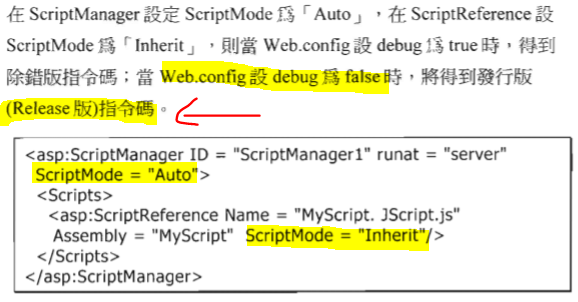 在 ScriptManager 設定 ScriptMode 爲「Auto」，在 ScriptReference 設
ScriptMode 爲「Inherit」，則當 Web.config 設 debug 爲 true 時，得到
除錯版指令碼；當 Web.config 設 debug 爲 false 時，將得到發行版
(Release 版)指令碼。
<asp:ScriptManager ID = "ScriptManager1" runat = "server"
ScriptMode = "Auto">
<Scripts>
<asp:ScriptReference Name = "MyScript. JScript.js"
Assembly = "MyScript" ScriptMode = "Inherit"/>
</Scripts>
</asp:ScriptManager>